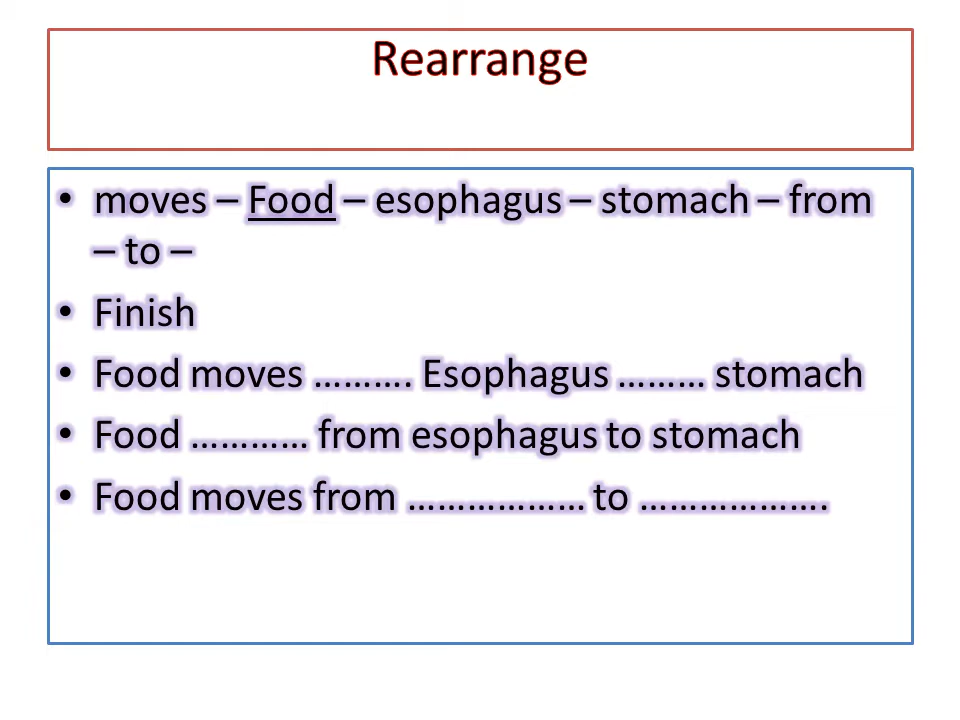 Rearrange
• moves – Food – esophagus – stomach – from
– to –
• Finish
• Food moves ………. Esophagus ……… stomach
• Food ………… from esophagus to stomach
• Food moves from ……………… to ……………….